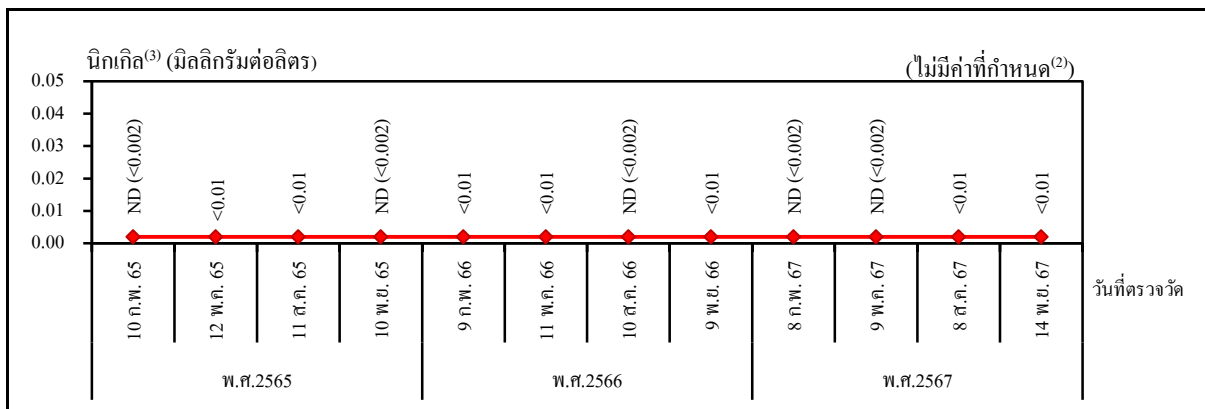 นิกเกิล⁽³⁾ (มิลลิกรัมต่อลิตร)
(ไม่มีค่าที่กำหนด⁽²⁾)
0.05
0.04
0.03
0.02
0.01
0.00
ND (<0.002)
<0.01
<0.01
ND (<0.002)
<0.01
<0.01
ND (<0.002)
<0.01
ND (<0.002)
ND (<0.002)
<0.01
<0.01
10 ก.พ. 65
12 พ.ค. 65
11 ส.ค. 65
10 พ.ย. 65
9 ก.พ. 66
11 พ.ค. 66
10 ส.ค. 66
9 พ.ย. 66
8 ก.พ. 67
9 พ.ค. 67
8 ส.ค. 67
14 พ.ย. 67
วันที่ตรวจวัด
พ.ศ.2565
พ.ศ.2566
พ.ศ.2567